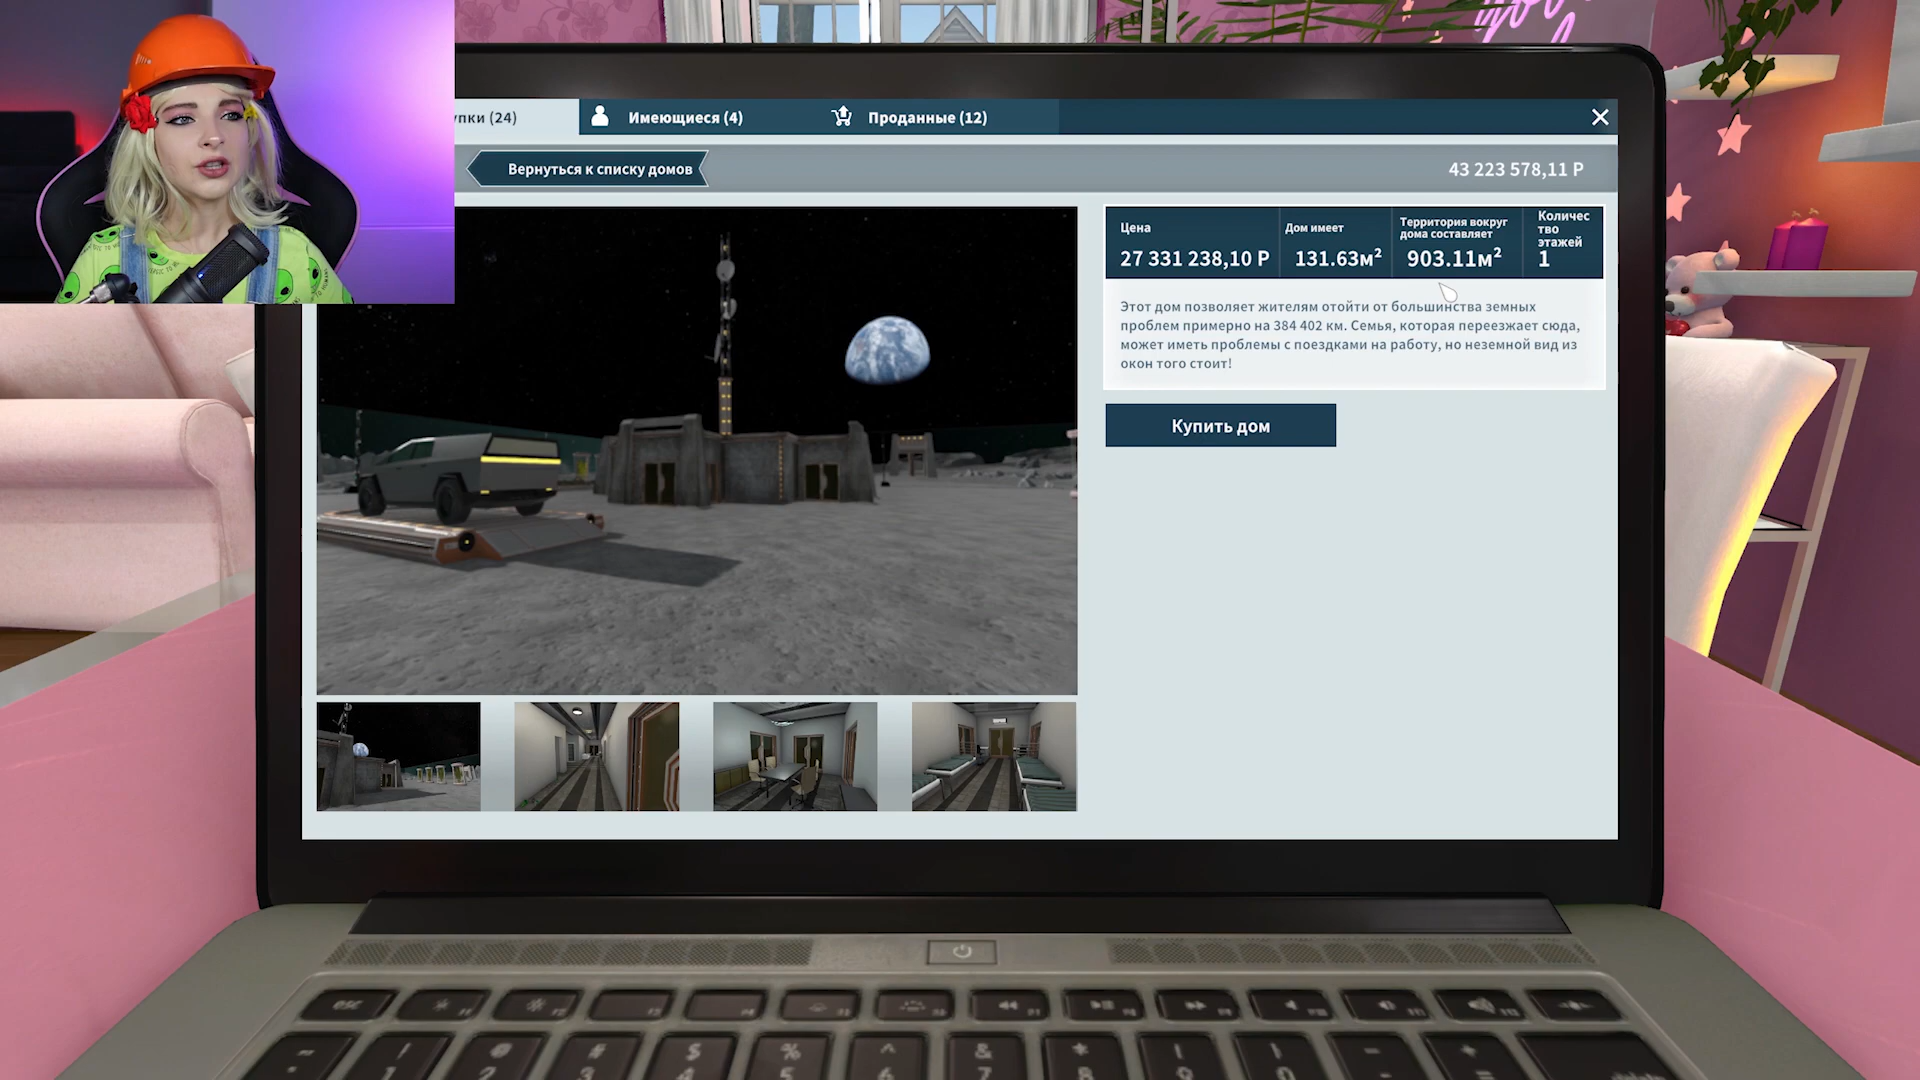 упки (24)
Имеющиеся (4)
Проданные (12)
Вернуться к списку домов
43 223 578,11 Р
Цена
27 331 238,10 Р
Дом имеет
131.63м²
Территория вокруг
дома составляет
903.11м²
Количес
тво
этажей
1
Этот дом позволяет жителям отойти от большинства земных
проблем примерно на 384 402 км. Семья, которая переезжает сюда,
может иметь проблемы с поездками на работу, но неземной вид из
окон того стоит!
Купить дом
esc